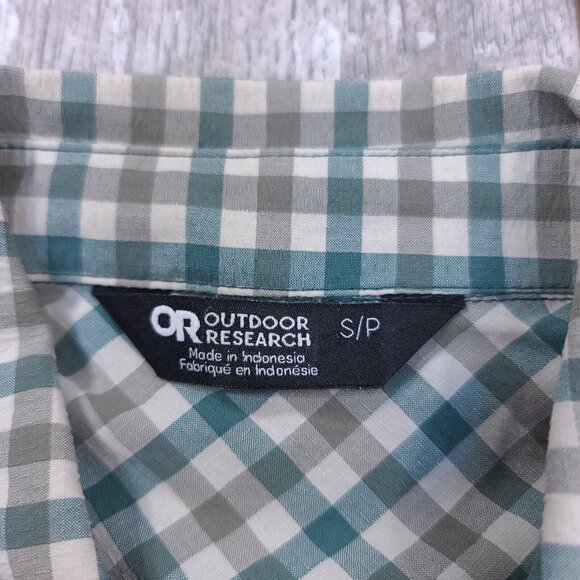 OR OUTDOOR RESEARCH S/P
Made in Indonesia
Fabriqué en Indonésie